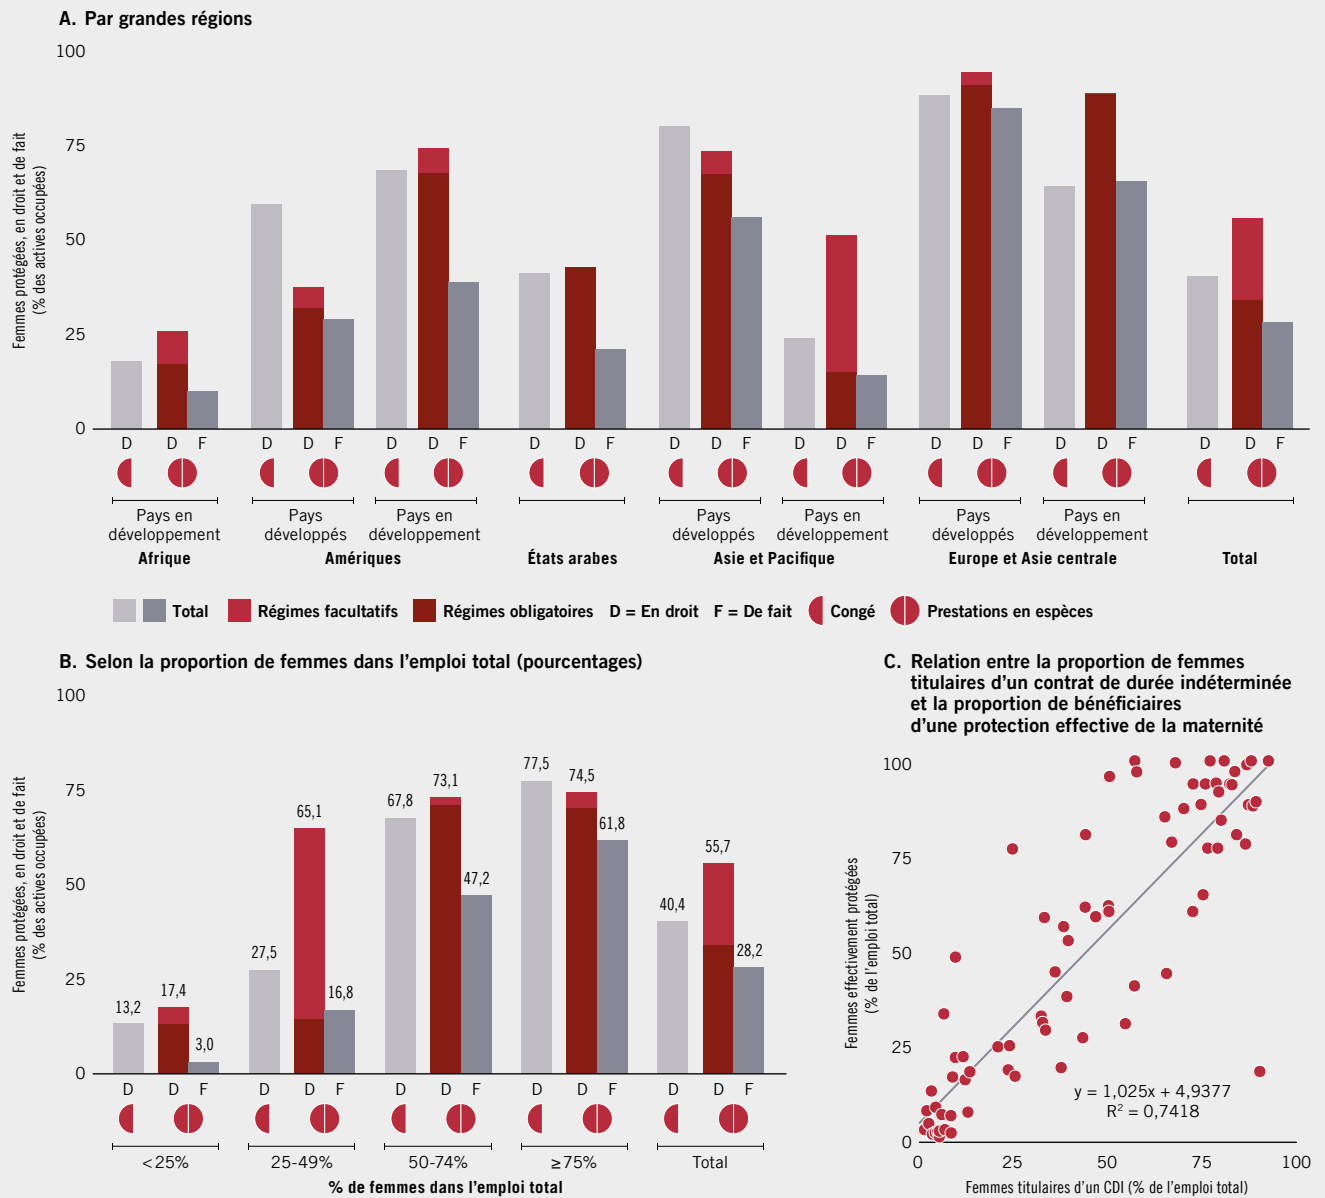 A. Par grandes régions
Femmes protégées, en droit et de fait
(% des actives occupées)
100
75
50
25
0
D D F D D F D D F D D F D D F D D F D D F D D F D D F
Pays en
développement
Pays
développés
Pays en
développement
Pays
développés
Pays en
développement
Pays
développés
Pays en
développement
Afrique
Amériques
États arabes
Asie et Pacifique
Europe et Asie centrale
Total
Total
Régimes facultatifs
Régimes obligatoires
D = En droit
F = De fait
Congé
Prestations en espèces
B. Selon la proportion de femmes dans l'emploi total (pourcentages)
Femmes protégées, en droit et de fait
(% des actives occupées)
100
75
50
25
0
13,2
17,4
3,0
27,5
65,1
16,8
67,8
73,1
47,2
77,5
74,5
61,8
40,4
55,7
28,2
D D F D D F D D F D D F D D F
<25%
25-49%
50-74%
≥75%
Total
% de femmes dans l'emploi total
C. Relation entre la proportion de femmes
titulaires d'un contrat de durée indéterminée
et la proportion de bénéficiaires
d'une protection effective de la maternité
Femmes effectivement protégées
(% de l'emploi total)
100
75
50
25
0
y = 1,025x + 4,9377
R² = 0,7418
0 25 50 75 100
Femmes titulaires d'un CDI (% de l'emploi total)